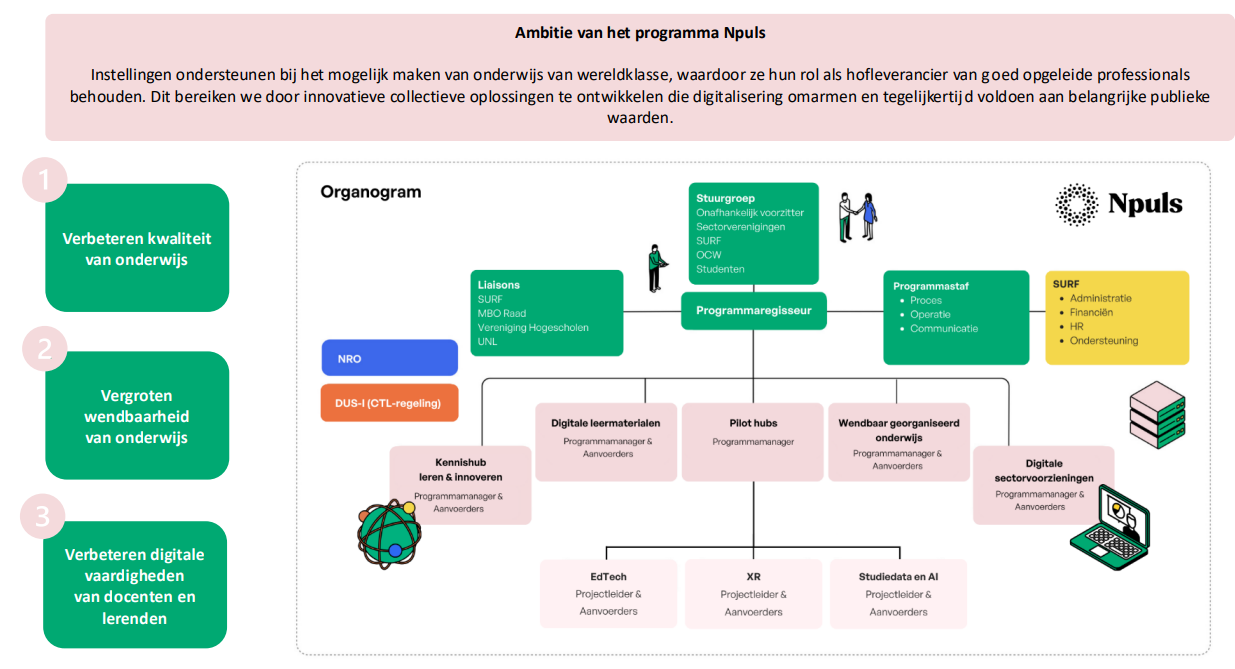 Ambitie van het programma Npuls
Instellingen ondersteunen bij het mogelijk maken van onderwijs van wereldklasse, waardoor ze hun rol als hofleverancier van goed opgeleide professionals
behouden. Dit bereiken we door innovatieve collectieve oplossingen te ontwikkelen die digitalisering omarmen en tegelijkertijd voldoen aan belangrijke publieke
waarden.
1
Verbeteren kwaliteit
van onderwijs
2
Vergroten
wendbaarheid
van onderwijs
3
Verbeteren digitale
vaardigheden
van docenten en
lerenden
Organogram
Npuls
Stuurgroep
Onafhankelijk voorzitter
Sectorverenigingen
SURF
OCW
Studenten
Liaisons
SURF
MBO Raad
Vereniging Hogescholen
UNL
Programmaregisseur
Programmastaf
• Proces
• Operatie
• Communicatie
SURF
• Administratie
• Financiën
• HR
• Ondersteuning
NRO
DUS-I (CTL-regeling)
Kennishub
leren & innoveren
Programmamanager &
Aanvoerders
Digitale leermaterialen
Programmamanager &
Aanvoerders
Pilot hubs
Programmamanager
Wendbaar georganiseerd
onderwijs
Programmamanager &
Aanvoerders
Digitale
sectorvoorzieningen
Programmamanager &
Aanvoerders
EdTech
Projectleider &
Aanvoerders
XR
Projectleider &
Aanvoerders
Studiedata en AI
Projectleider &
Aanvoerders